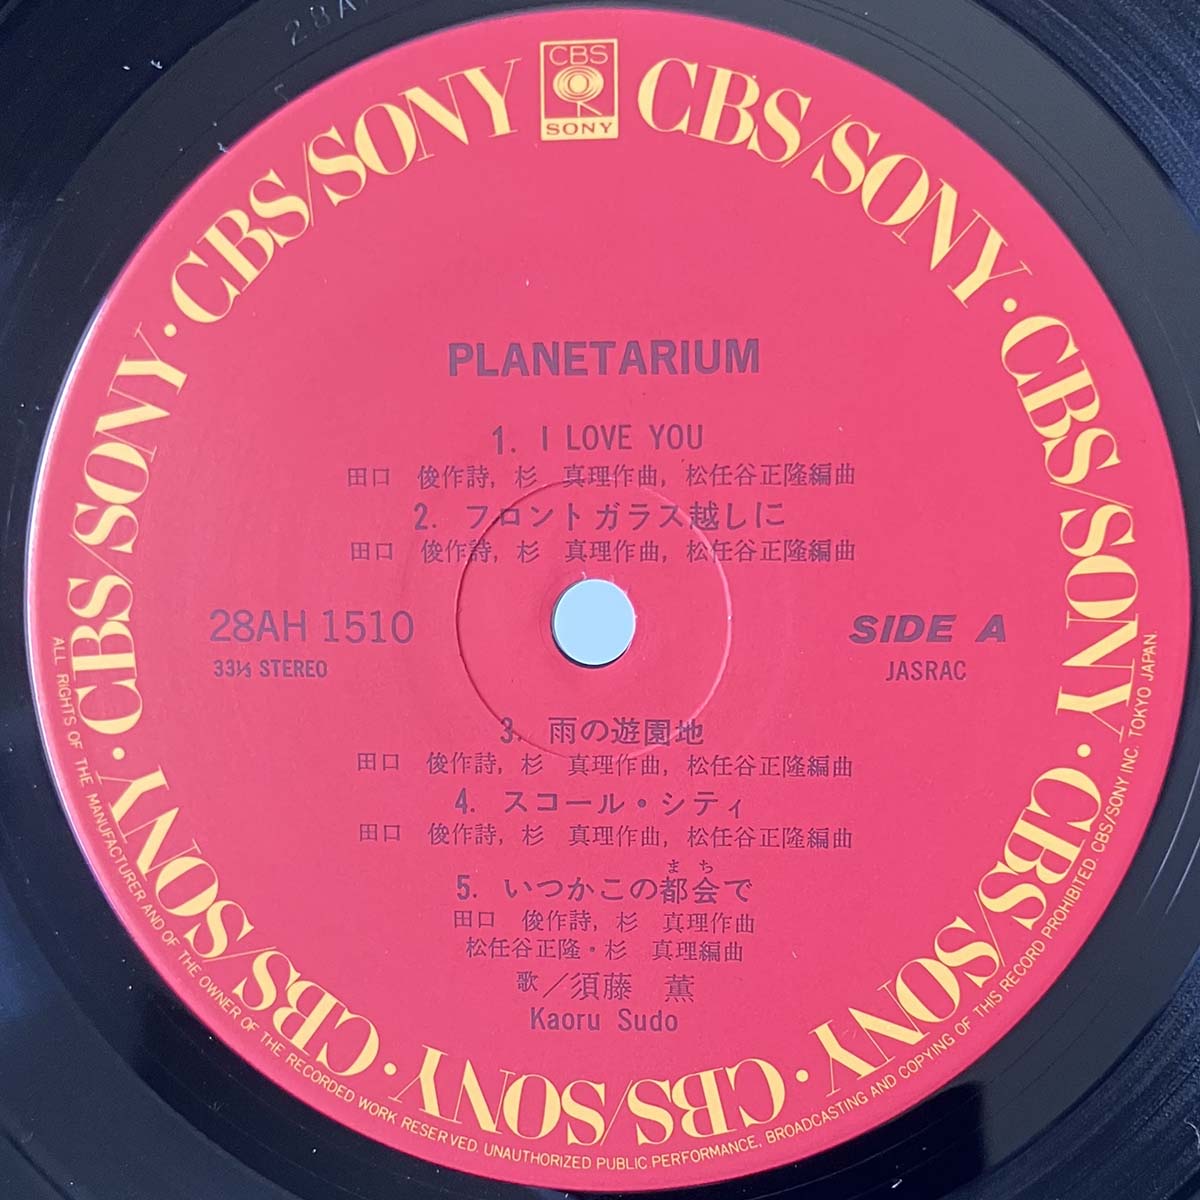 28A
CBS
SONY
CBS/SONY · CBS/SONY · CBS/SONY · CBS/SONY · CBS/SONY · CBS/SONY · CBS/SONY · CBS/SONY · CBS/SONY · CBS/SONY
PLANETARIUM
1. I LOVE YOU
田口 俊作詩, 杉 真理作曲, 松任谷正隆編曲
2. フロントガラス越しに
田口 俊作詩, 杉 真理作曲, 松任谷正隆編曲
28AH 1510
SIDE A
33⅓ STEREO
JASRAC
3. 雨の遊園地
田口 俊作詩, 杉 真理作曲, 松任谷正隆編曲
4. スコール・シティ
田口 俊作詩, 杉 真理作曲, 松任谷正隆編曲
まち
5. いつかこの都会で
田口 俊作詩, 杉 真理作曲
松任谷正隆・杉 真理編曲
歌／須藤 薫
Kaoru Sudo
ALL RIGHTS OF THE MANUFACTURER AND OF THE OWNER OF THE RECORDED WORK RESERVED. UNAUTHORIZED PUBLIC PERFORMANCE, BROADCASTING AND COPYING OF THIS RECORD PROHIBITED. CBS/SONY INC. TOKYO JAPAN.